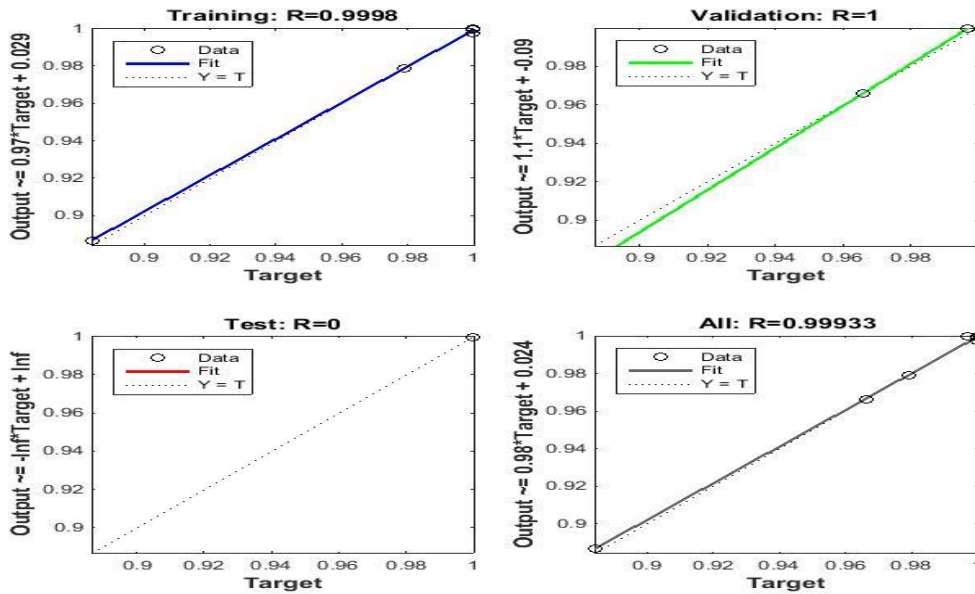 Training: R=0.9998
Output ~= 0.97*Target + 0.029
1
0.98
0.96
0.94
0.92
0.9
Data
Fit
Y = T
0.9 0.92 0.94 0.96 0.98 1
Target
Validation: R=1
Output ~= 1.1*Target + -0.09
1
0.98
0.96
0.94
0.92
0.9
Data
Fit
Y = T
0.9 0.92 0.94 0.96 0.98
Target
Test: R=0
Output ~= -Inf*Target + Inf
1
0.98
0.96
0.94
0.92
0.9
Data
Fit
Y = T
0.9 0.92 0.94 0.96 0.98 1
Target
All: R=0.99933
Output ~= 0.98*Target + 0.024
1
0.98
0.96
0.94
0.92
0.9
Data
Fit
Y = T
0.9 0.92 0.94 0.96 0.98 1
Target